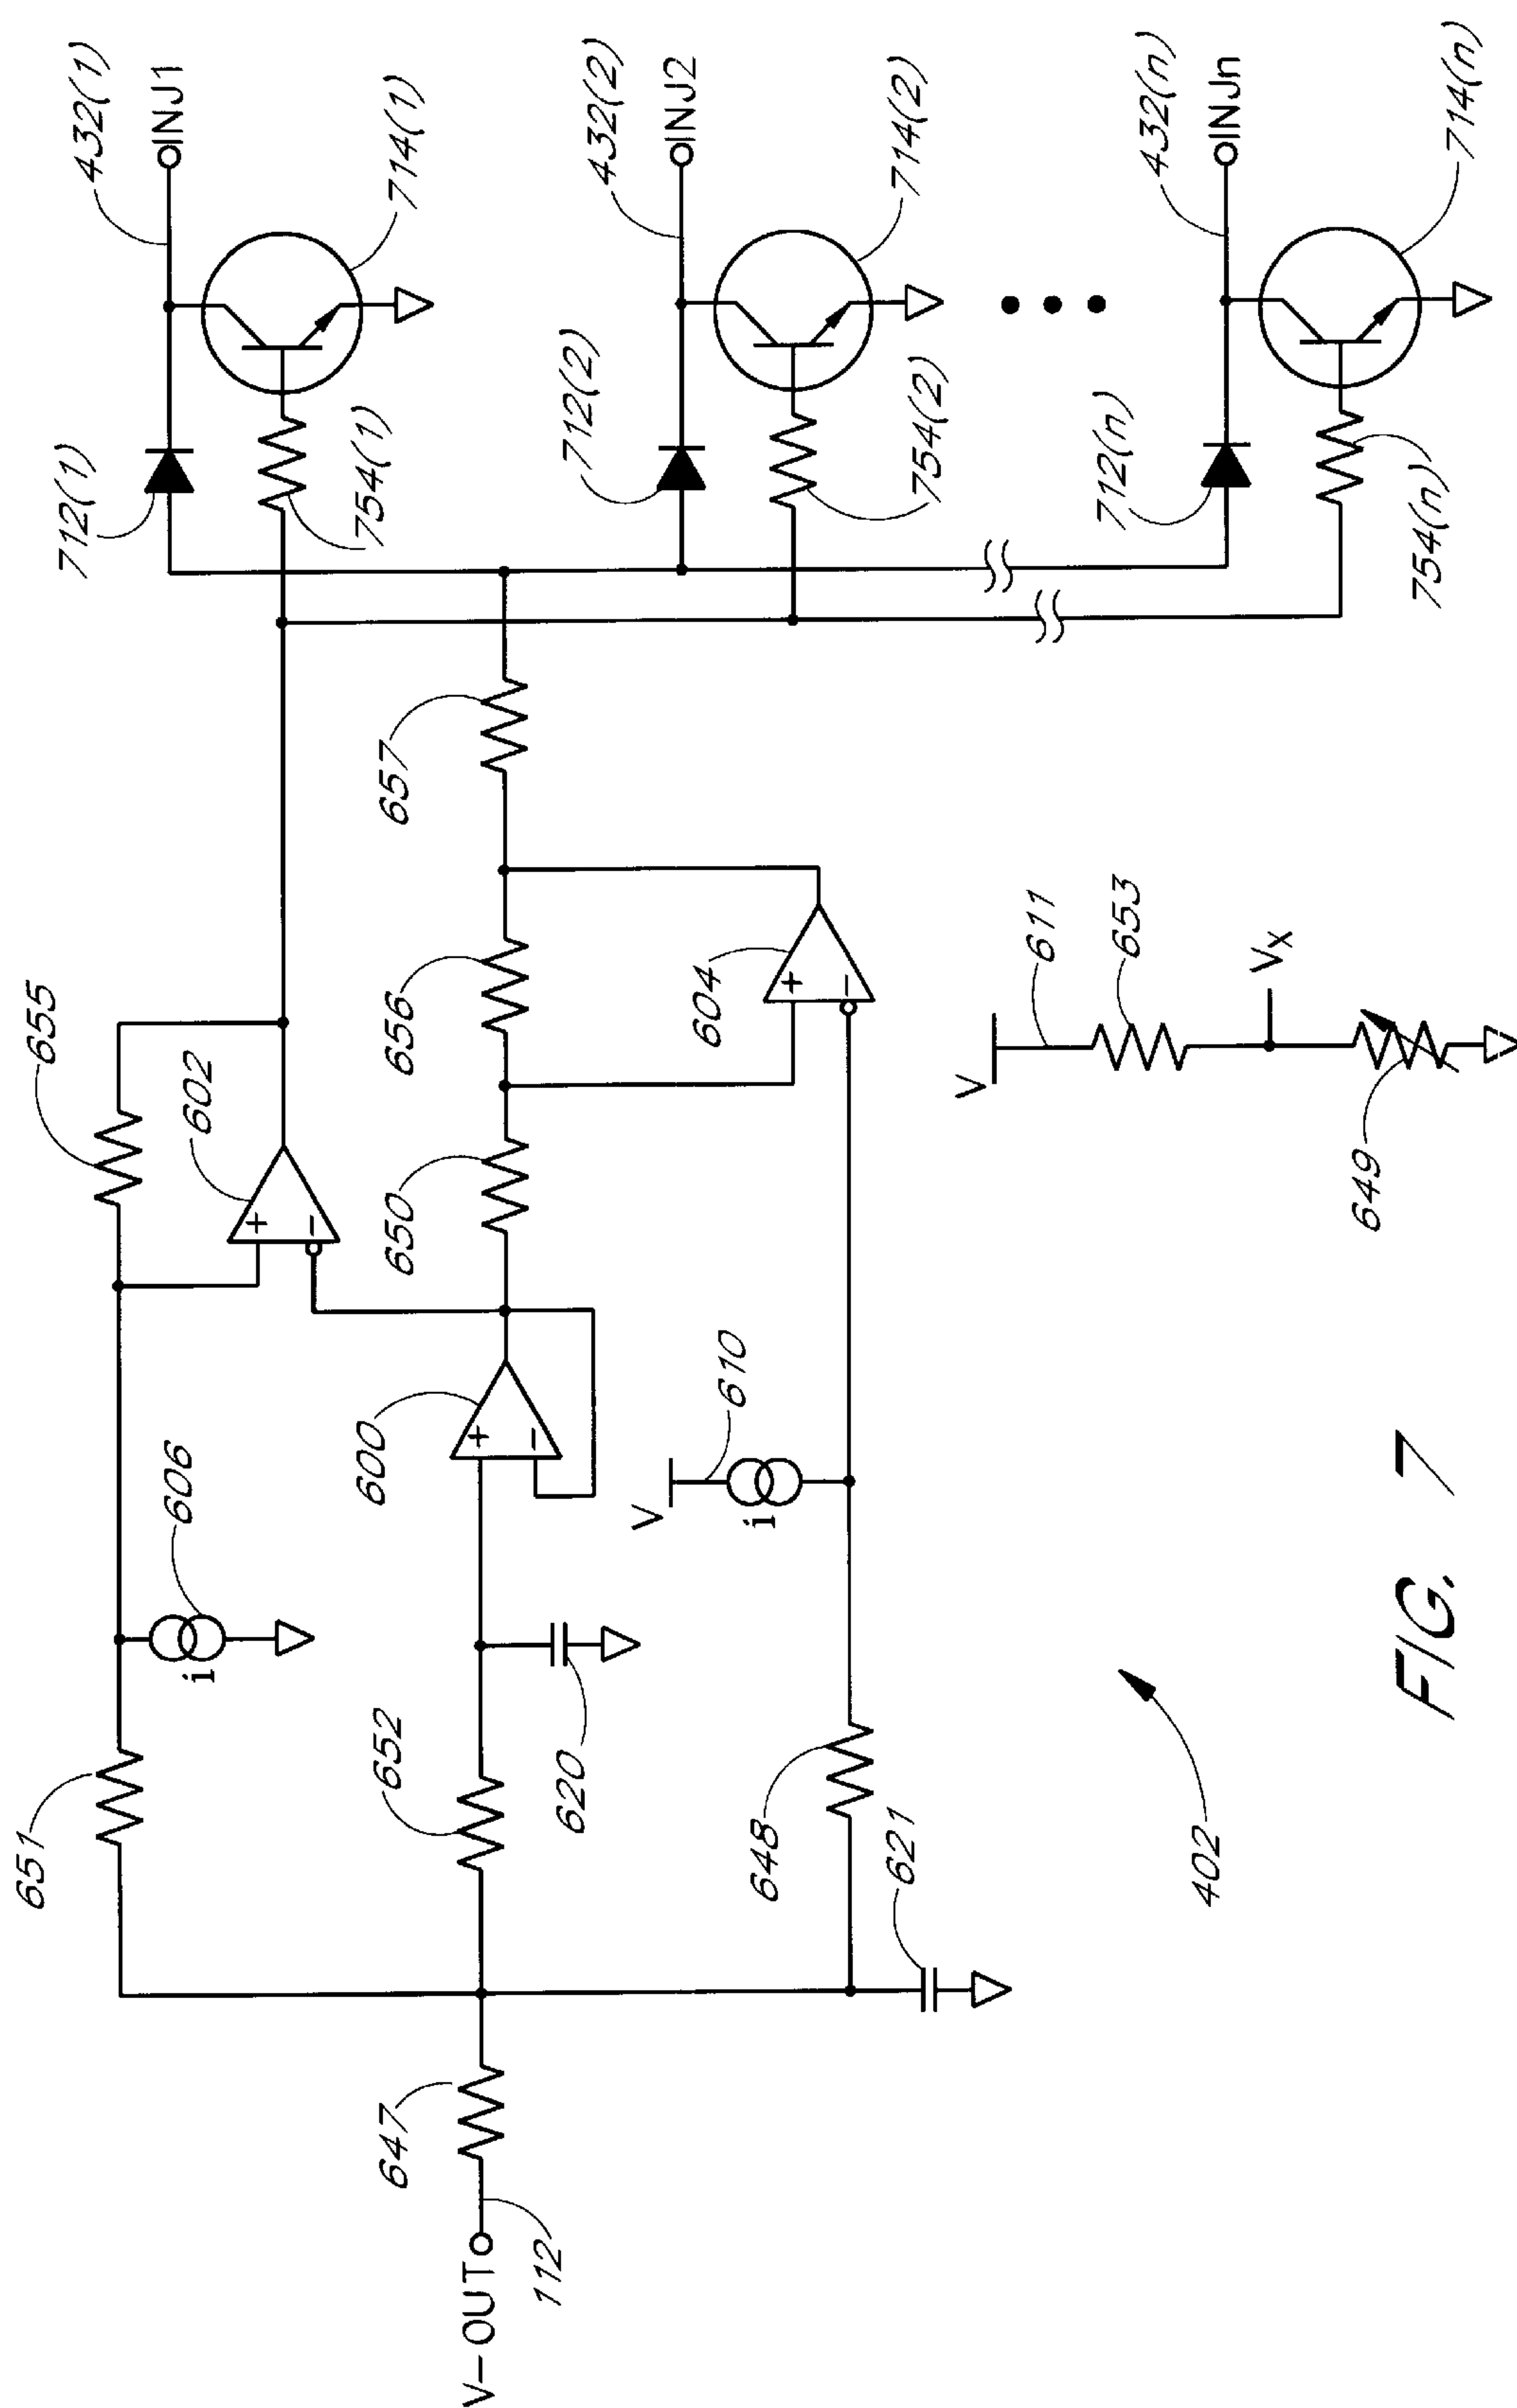 651
606
655
602
432(1)
INJ1
712(1)
754(1)
714(1)
V-OUT
112
647
652
620
+
-
600
+
-
650
656
657
432(2)
INJ2
712(2)
754(2)
714(2)
i
V
610
i
648
621
604
+
-
432(n)
INJn
712(n)
754(n)
714(n)
V
611
653
VX
649
402
FIG. 7